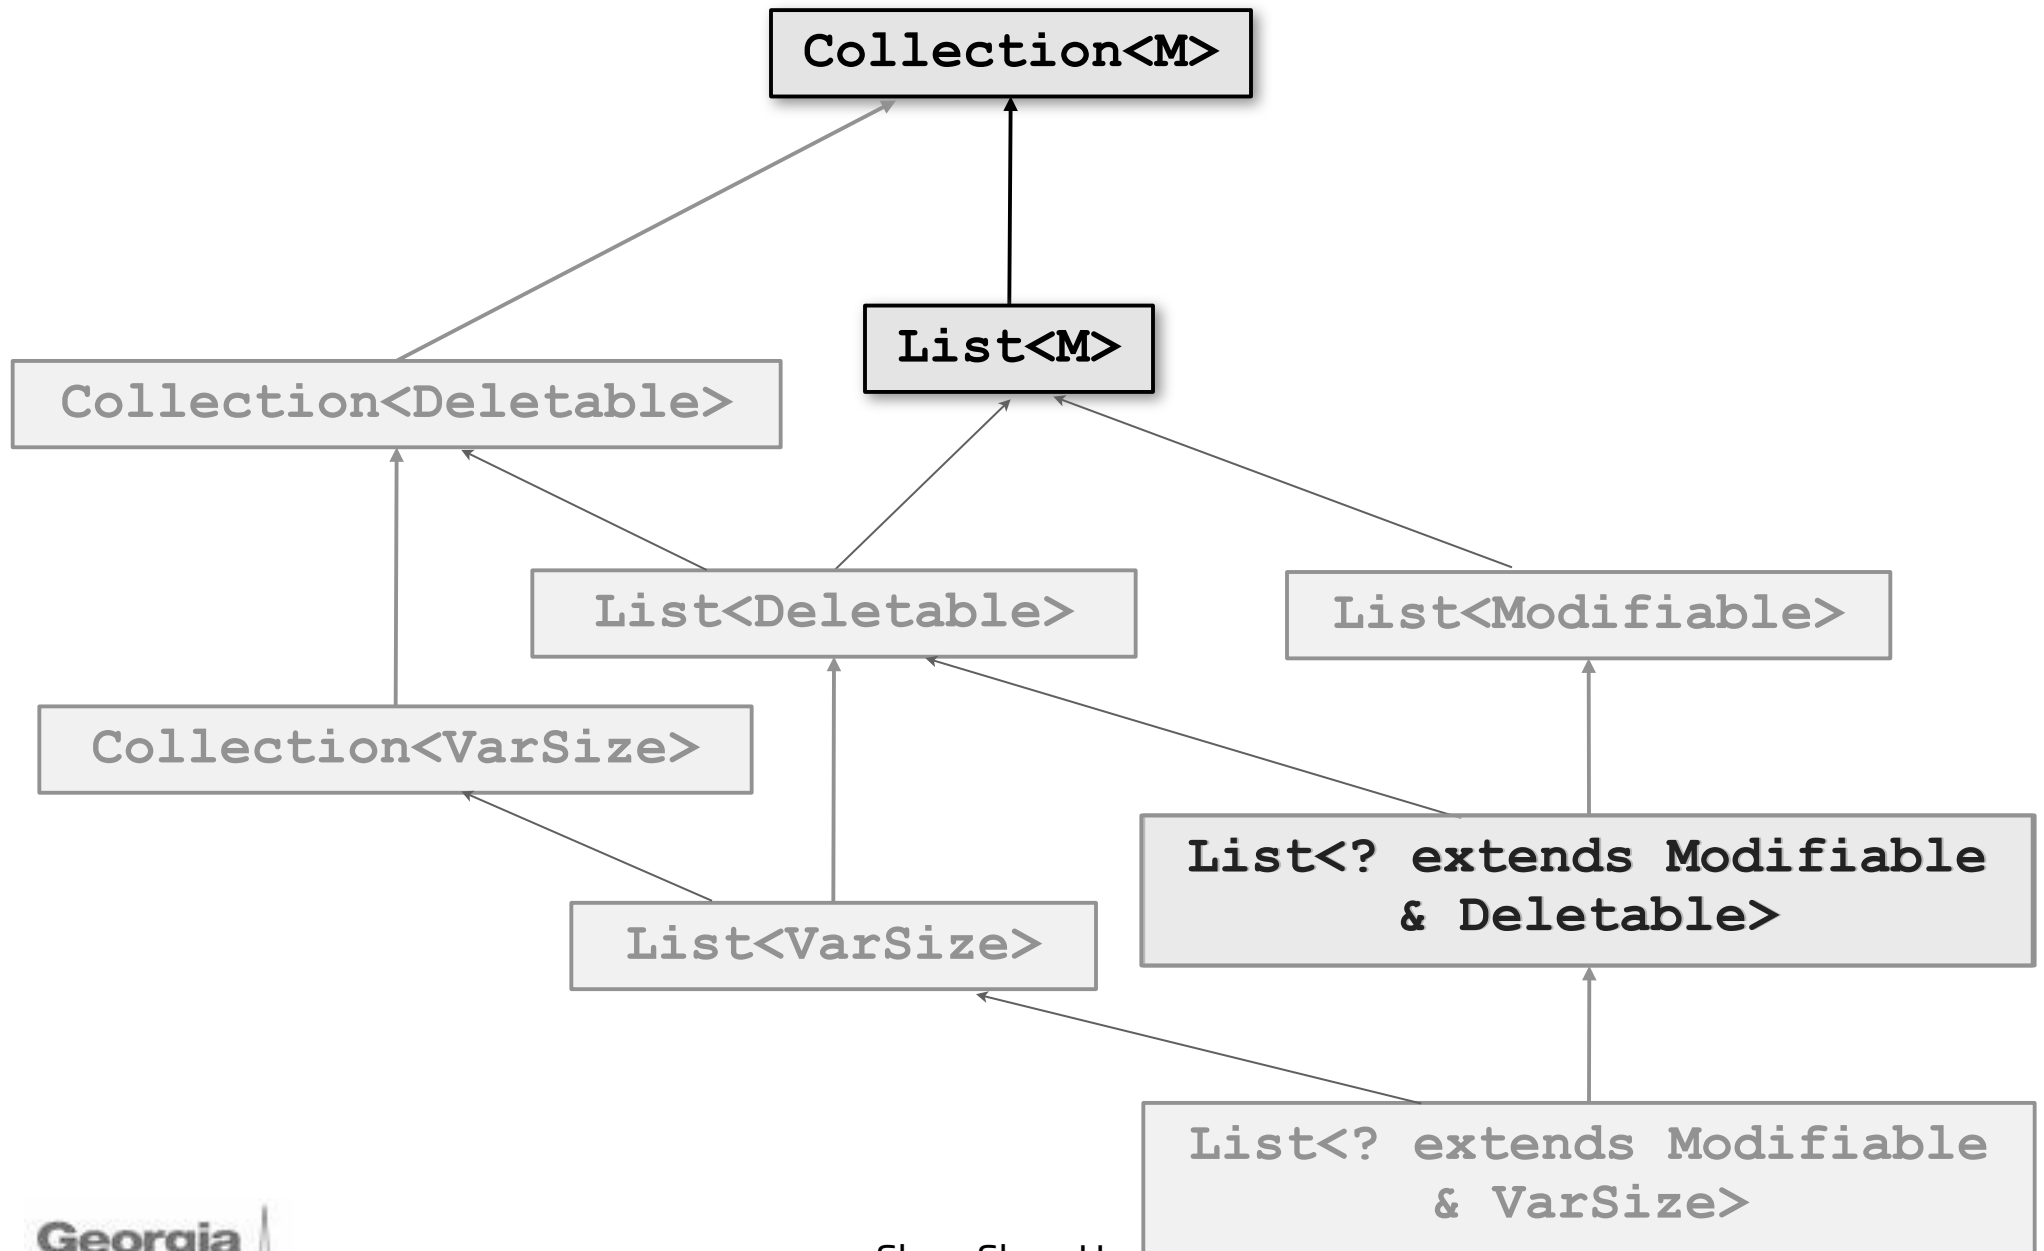 Collection<M>
List<M>
Collection<Deletable>
List<Deletable>
List<Modifiable>
Collection<VarSize>
List<? extends Modifiable
& Deletable>
List<VarSize>
List<? extends Modifiable
& VarSize>
Georgia